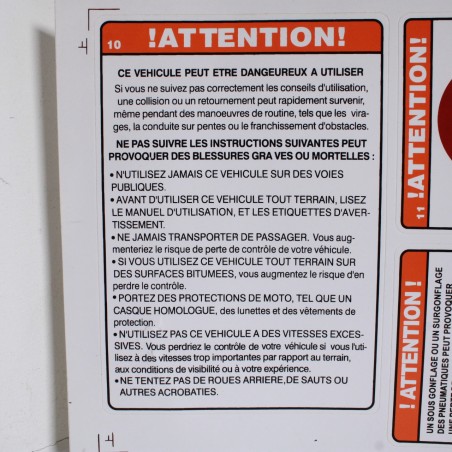 10 !ATTENTION!
CE VEHICULE PEUT ETRE DANGEUREUX A UTILISER
Si vous ne suivez pas correctement les conseils d'utilisation,
une collision ou un retournement peut rapidement survenir,
mème pendant des manoeuvres de routine, tels que les vira-
ges, la conduite sur pentes ou le franchissement d'obstacles.
NE PAS SUIVRE LES INSTRUCTIONS SUIVANTES PEUT
PROVOQUER DES BLESSURES GRA VES OU MORTELLES :
• N'UTILISEZ JAMAIS CE VEHICULE SUR DES VOIES
PUBLIQUES.
• AVANT D'UTILISER CE VEHICULE TOUT TERRAIN, LISEZ
LE MANUEL D'UTILISATION, ET LES ETIQUETTES D'AVER-
TISSEMENT.
• NE JAMAIS TRANSPORTER DE PASSAGER. Vous aug-
menteriez le risque de perte de contrôle de votre véhicule.
• SI VOUS UTILISEZ CE VEHICULE TOUT TERRAIN SUR
DES SURFACES BITUMEES, vous augmentez le risque d'en
perdre le contrôle.
• PORTEZ DES PROTECTIONS DE MOTO, TEL QUE UN
CASQUE HOMOLOGUE, des lunettes et des vêtements de
protection.
• N'UTILISEZ PAS CE VEHICULE A DES VITESSES EXCES-
SIVES. Vous perdriez le contrôle de votre véhicule si vous l'uti-
lisez à des vitesses trop importantes par rapport au terrain,
aux conditions de visibilité ou à votre expérience.
• NE TENTEZ PAS DE ROUES ARRIERE,DE SAUTS OU
AUTRES ACROBATIES.
11 !ATTENTION!
!ATTENTION!
UN SOUS GONFLAGE OU UN SURGONFLAGE
DES PNEUMATIQUES PEUT PROVOQUER